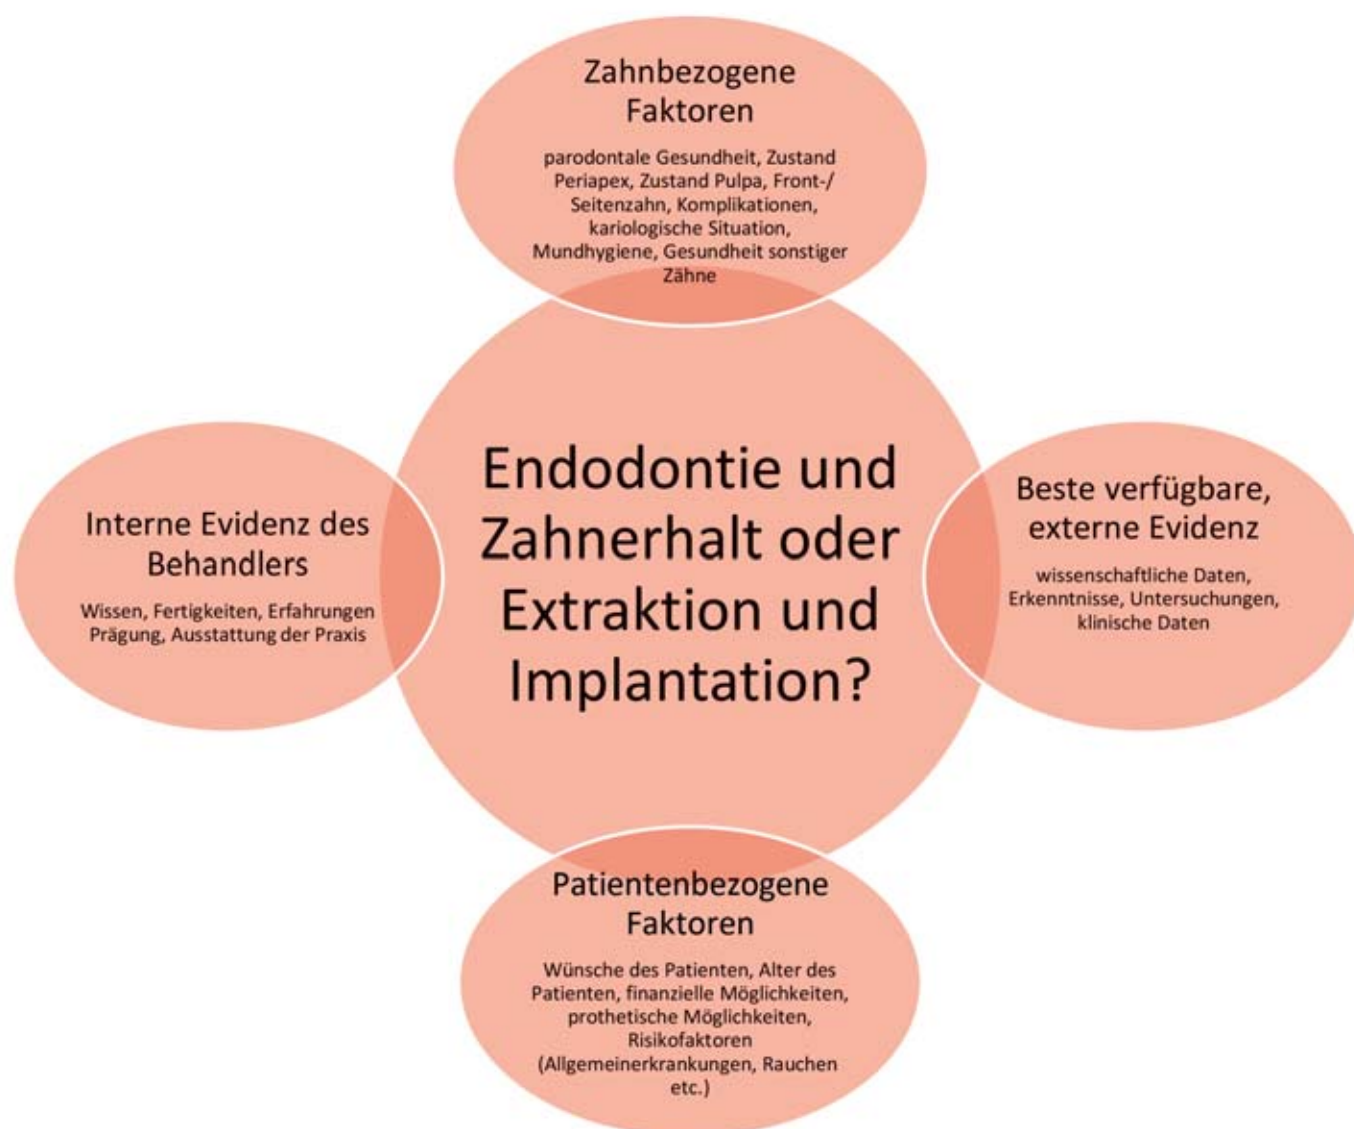 Zahnbezogene
Faktoren
parodontale Gesundheit, Zustand
Periapex, Zustand Pulpa, Front-/
Seitenzahn, Komplikationen,
kariologische Situation,
Mundhygiene, Gesundheit sonstiger
Zähne
Endodontie und
Zahnerhalt oder
Extraktion und
Implantation?
Interne Evidenz des
Behandlers
Wissen, Fertigkeiten, Erfahrungen
Prägung, Ausstattung der Praxis
Beste verfügbare,
externe Evidenz
wissenschaftliche Daten,
Erkenntnisse, Untersuchungen,
klinische Daten
Patientenbezogene
Faktoren
Wünsche des Patienten, Alter des
Patienten, finanzielle Möglichkeiten,
prothetische Möglichkeiten,
Risikofaktoren
(Allgemeinerkrankungen, Rauchen
etc.)